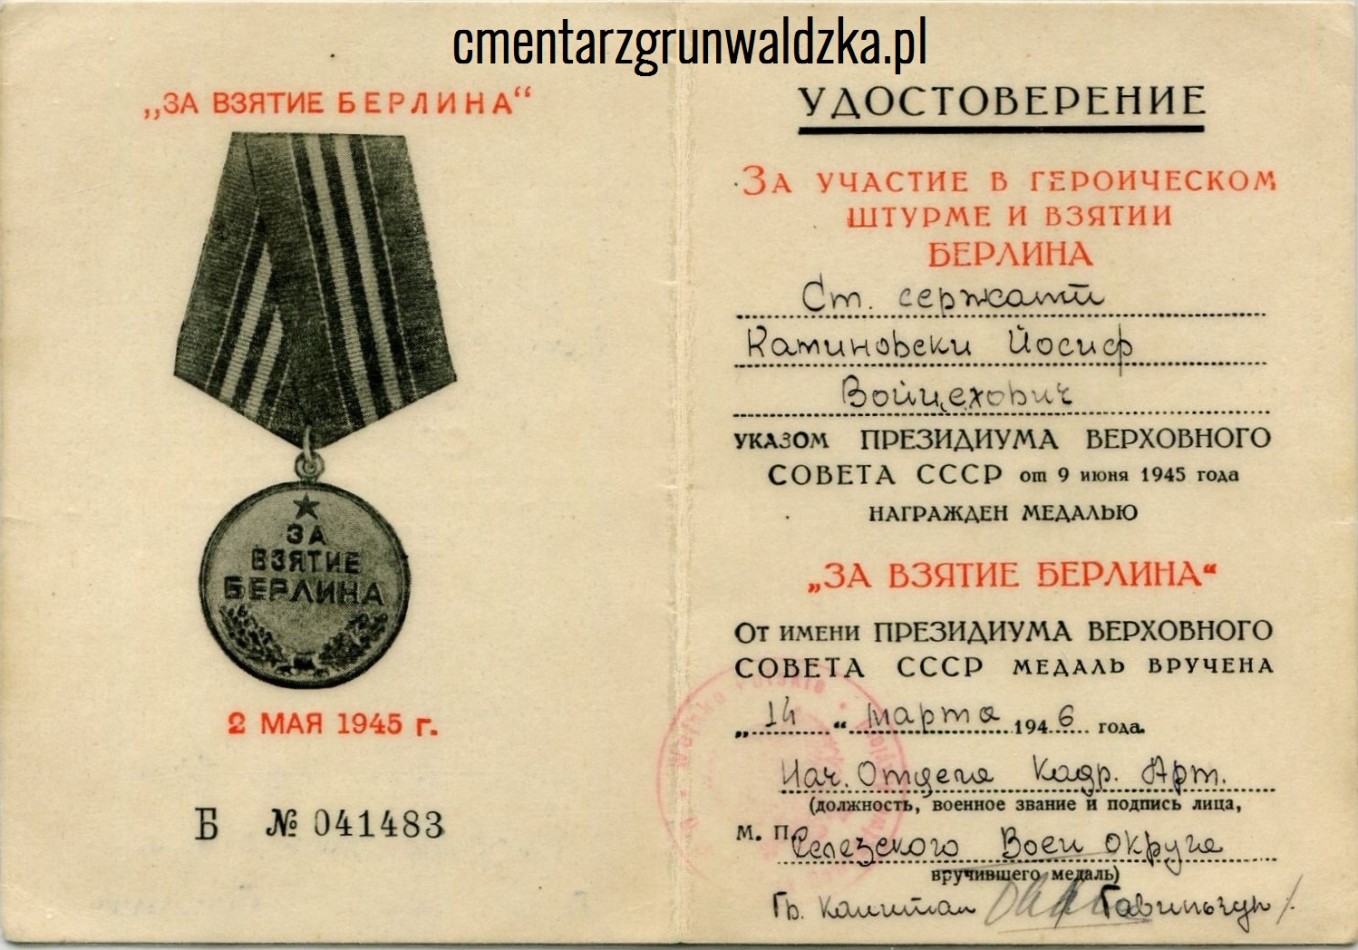 cmentarzgrunwaldzka.pl
„ЗА ВЗЯТИЕ БЕРЛИНА“
ЗА
ВЗЯТИЕ
БЕРЛИНА
2 МАЯ 1945 г.
Б № 041483
УДОСТОВЕРЕНИЕ
ЗА УЧАСТИЕ В ГЕРОИЧЕСКОМ
ШТУРМЕ И ВЗЯТИИ
БЕРЛИНА
Ст. сержант
Калиновски Йосиф
Войцехович
УКАЗОМ ПРЕЗИДИУМА ВЕРХОВНОГО
СОВЕТА СССР от 9 июня 1945 года
НАГРАЖДЕН МЕДАЛЬЮ
„ЗА ВЗЯТИЕ БЕРЛИНА“
ОТ ИМЕНИ ПРЕЗИДИУМА ВЕРХОВНОГО
СОВЕТА СССР МЕДАЛЬ ВРУЧЕНА
„14“ марта 1946 года.
Нач. Отдела Кадр. Арт.
(должность, военное звание и подпись лица,
М. П. Селезского Воен Округа
вручившего медаль)
Капитан